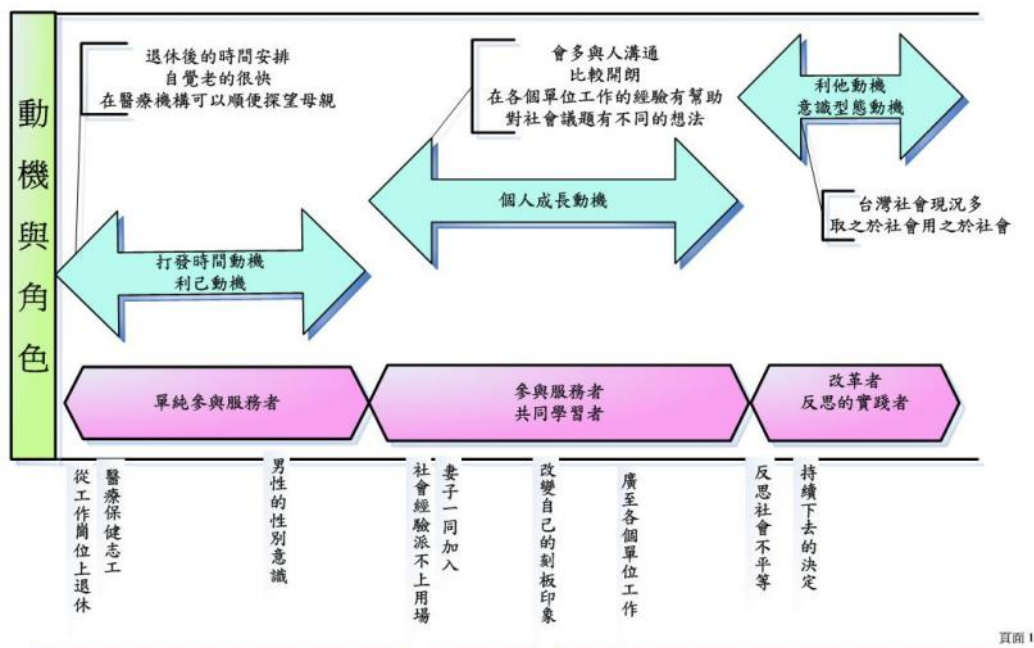 動機與角色
退休後的時間安排
自覺老的很快
在醫療機構可以順便探望母親
會多與人溝通
比較開朗
在各個單位工作的經驗有幫助
對社會議題有不同的想法
利他動機
意識型態動機
個人成長動機
台灣社會現況多
取之於社會用之於社會
打發時間動機
利己動機
單純參與服務者
參與服務者
共同學習者
改革者
反思的實踐者
從工作崗位上退休
醫療保健志工
男性的性別意識
社會經驗派不上用場
妻子一同加入
改變自己的刻板印象
廣至各個單位工作
反思社會不平等
持續下去的決定
頁面 1